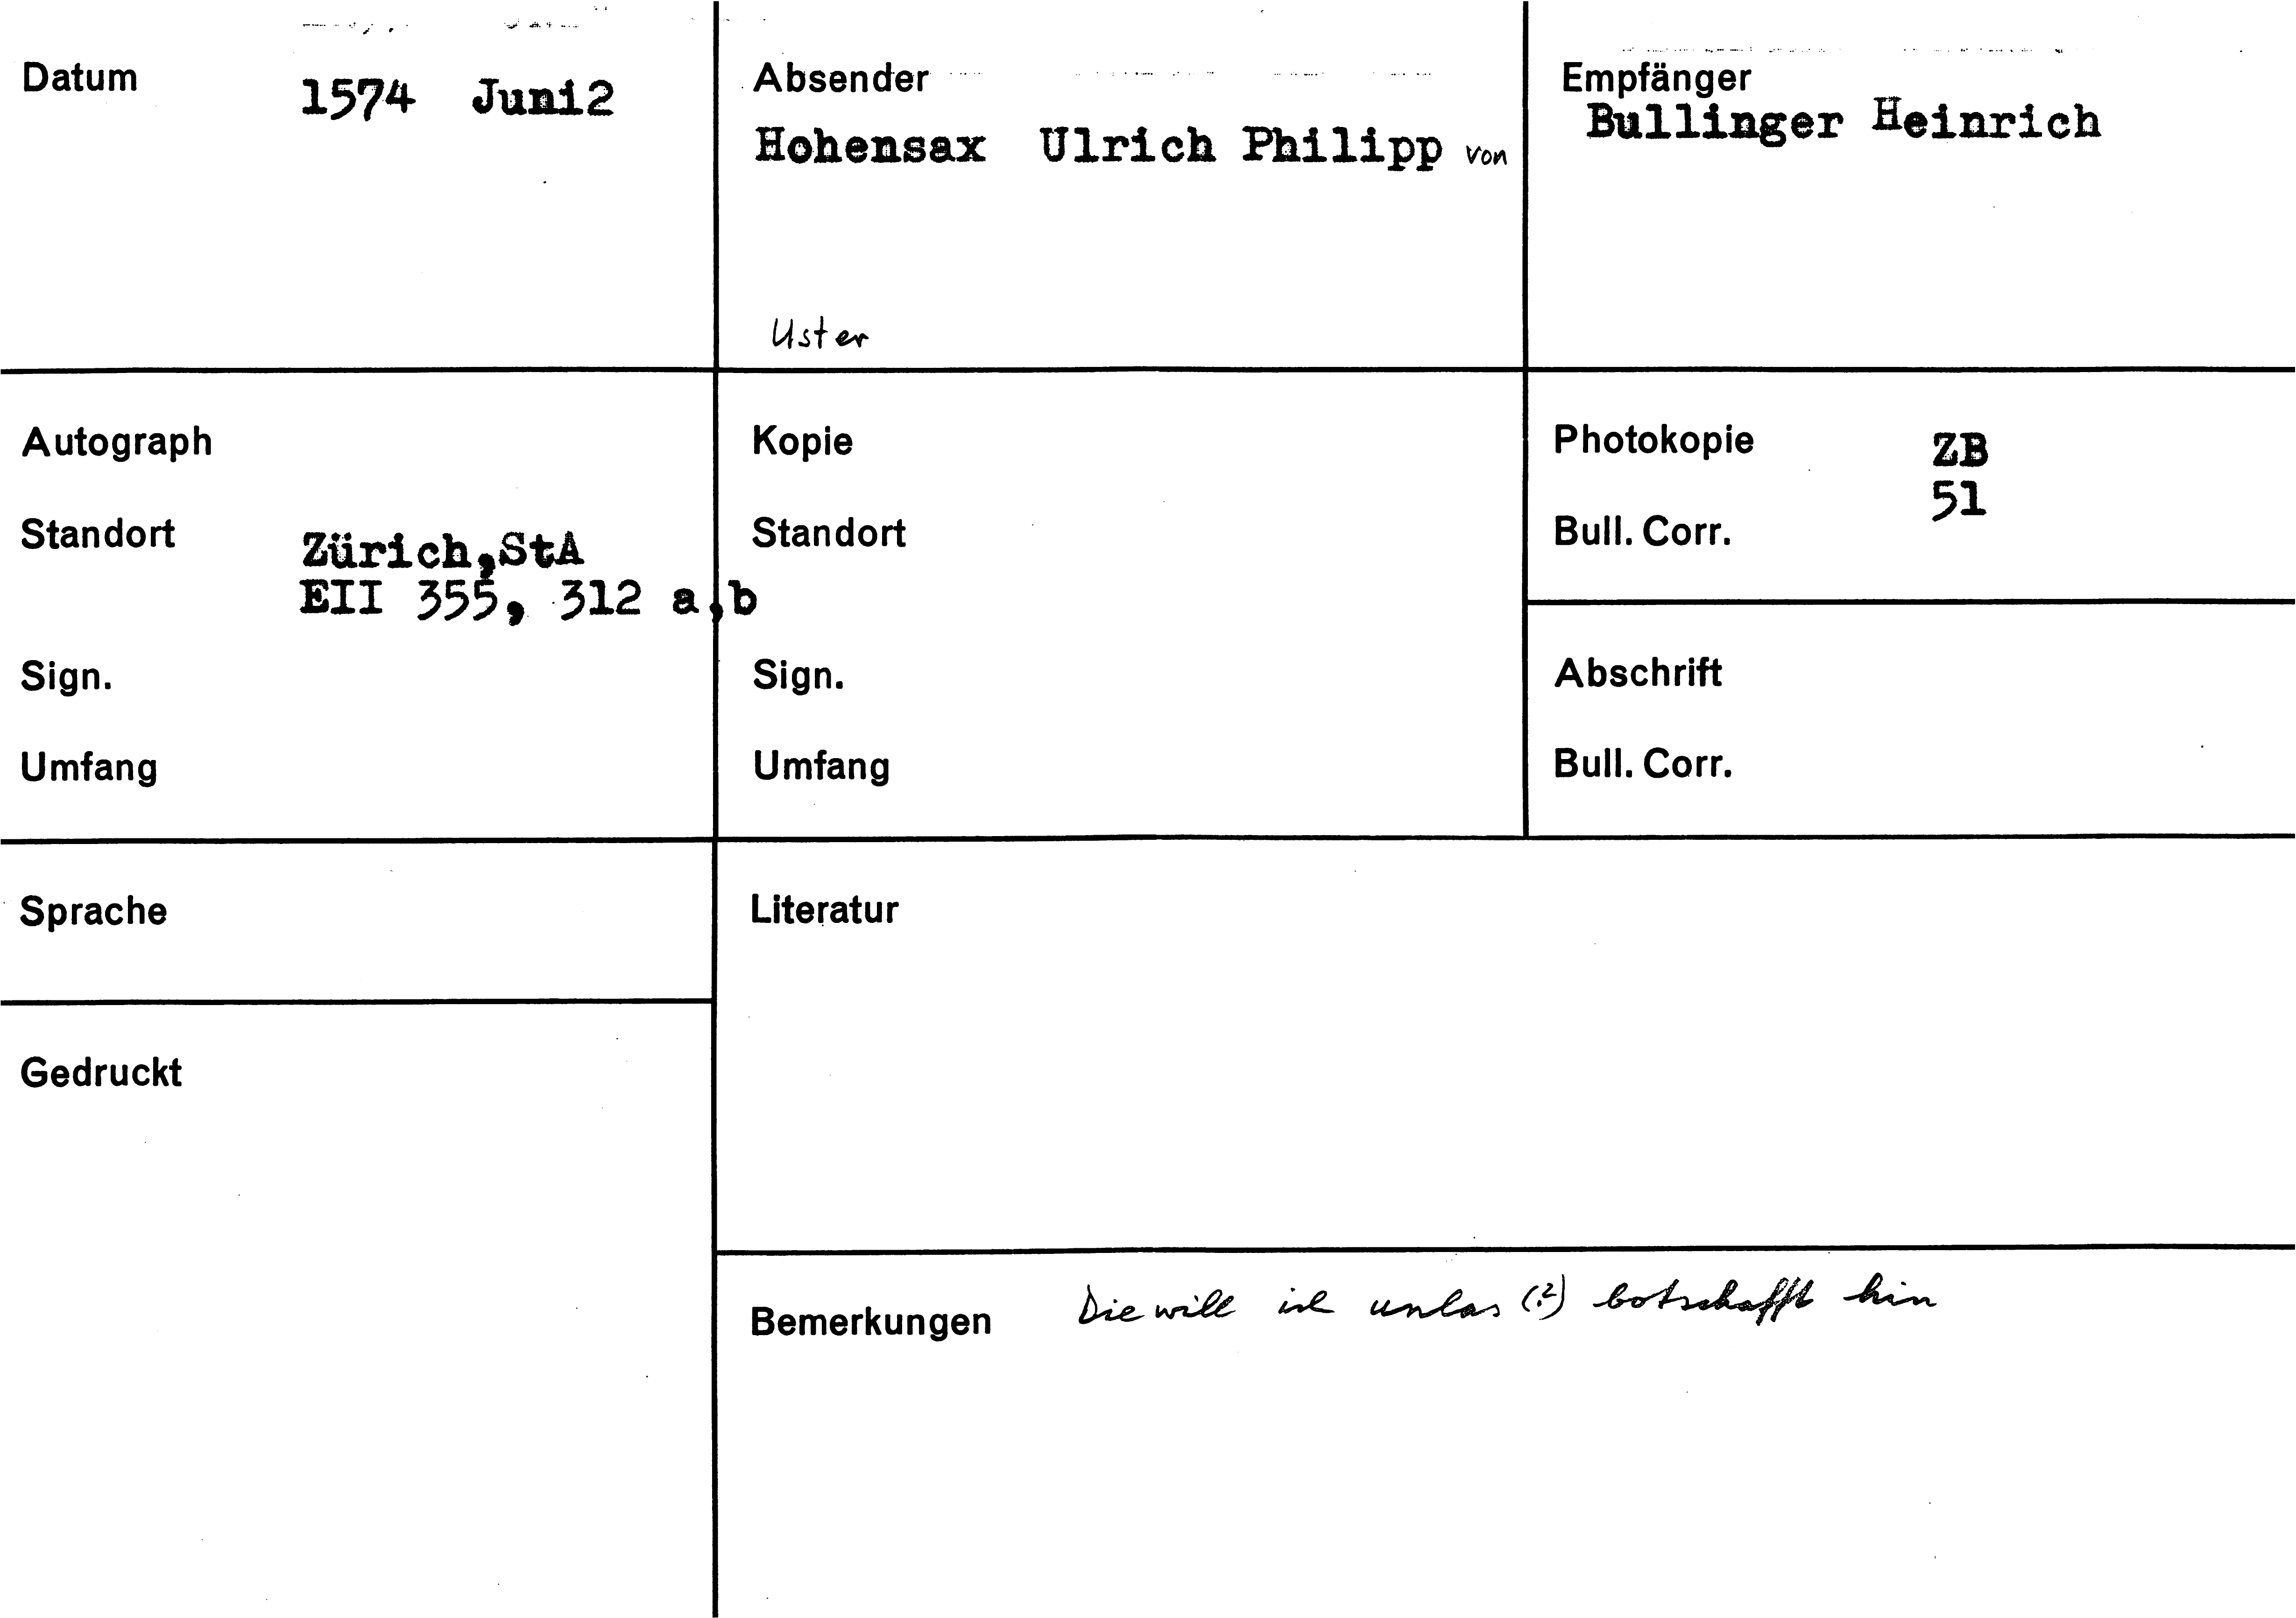 Datum
1574 Juni2
Absender
Hohensax Ulrich Philipp von
Uster
Empfänger
Bullinger Heinrich
Autograph
Standort
Zürich,StA
EII 355, 312 a,b
Sign.
Umfang
Kopie
Standort
Sign.
Umfang
Photokopie ZB
51
Bull. Corr.
Abschrift
Bull. Corr.
Sprache
Literatur
Gedruckt
Bemerkungen Die will ich unlas (?) botschafft hin